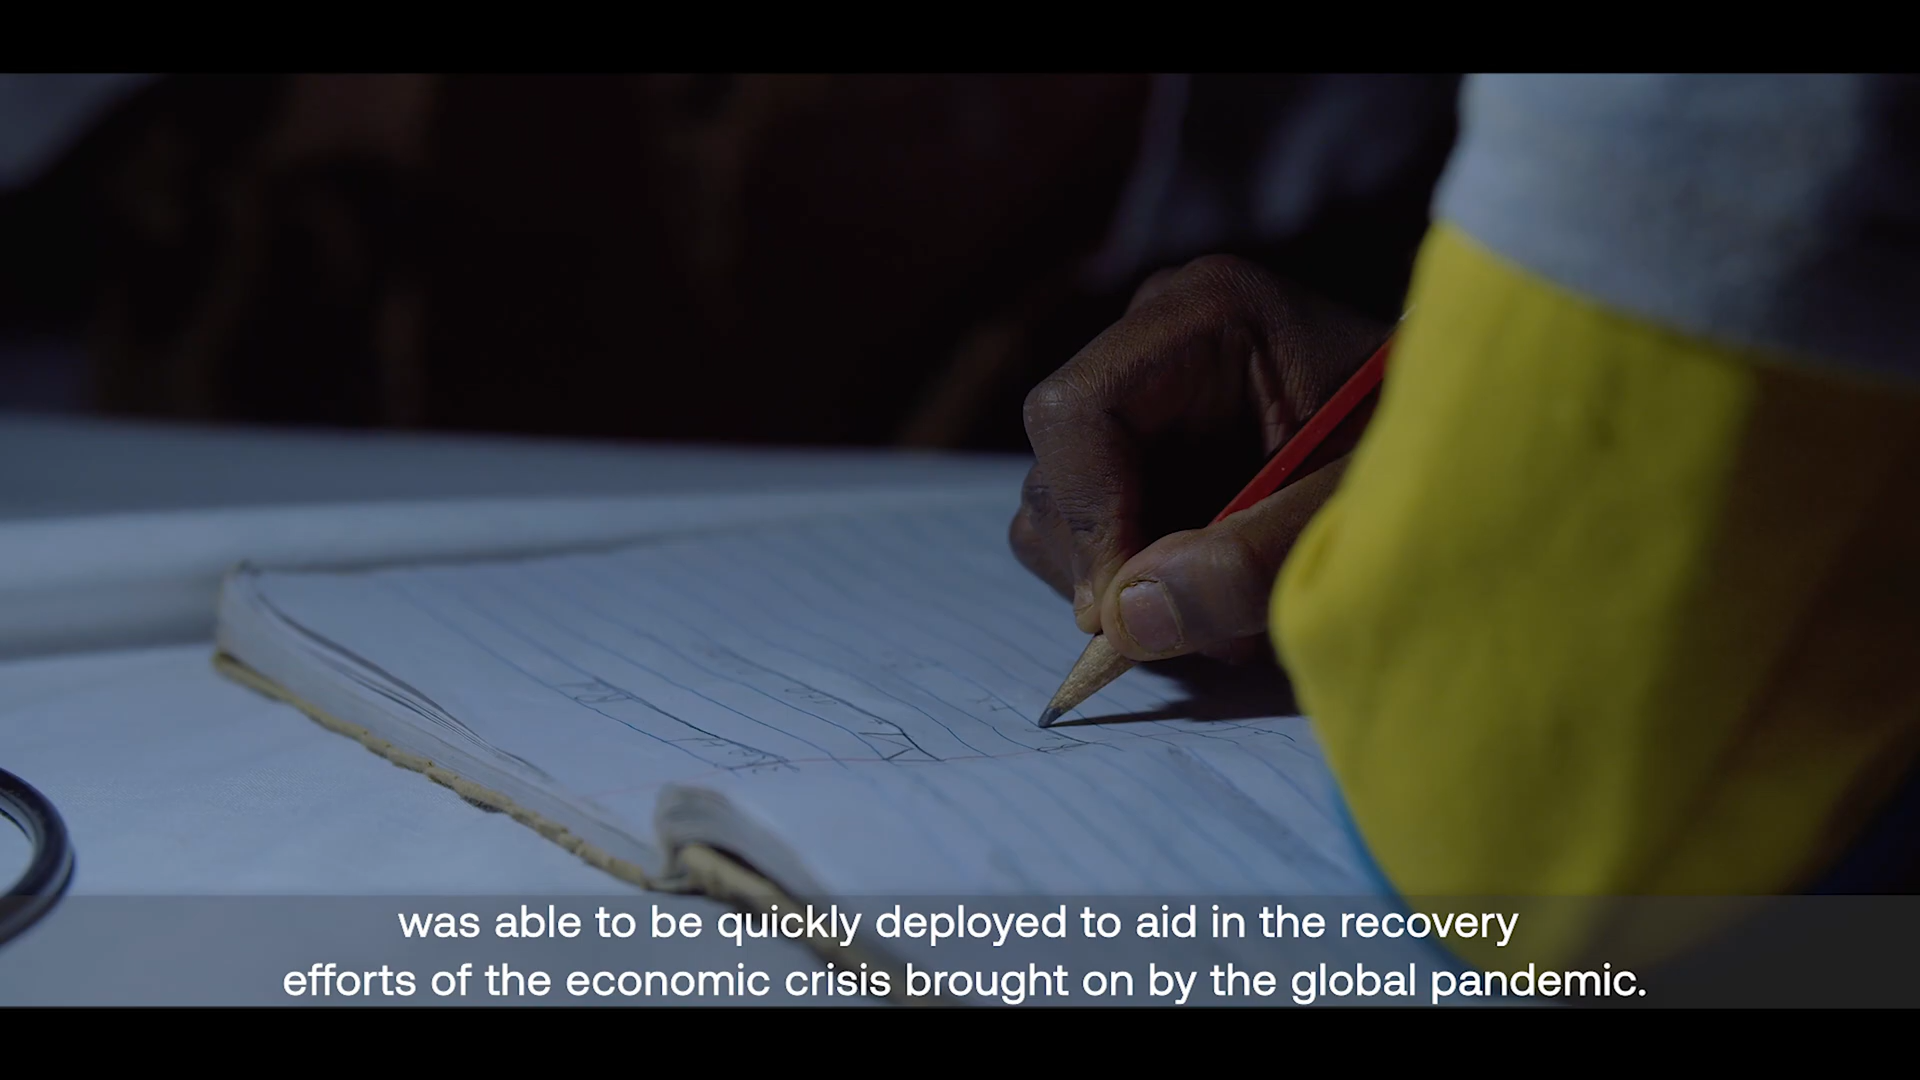 was able to be quickly deployed to aid in the recovery
efforts of the economic crisis brought on by the global pandemic.